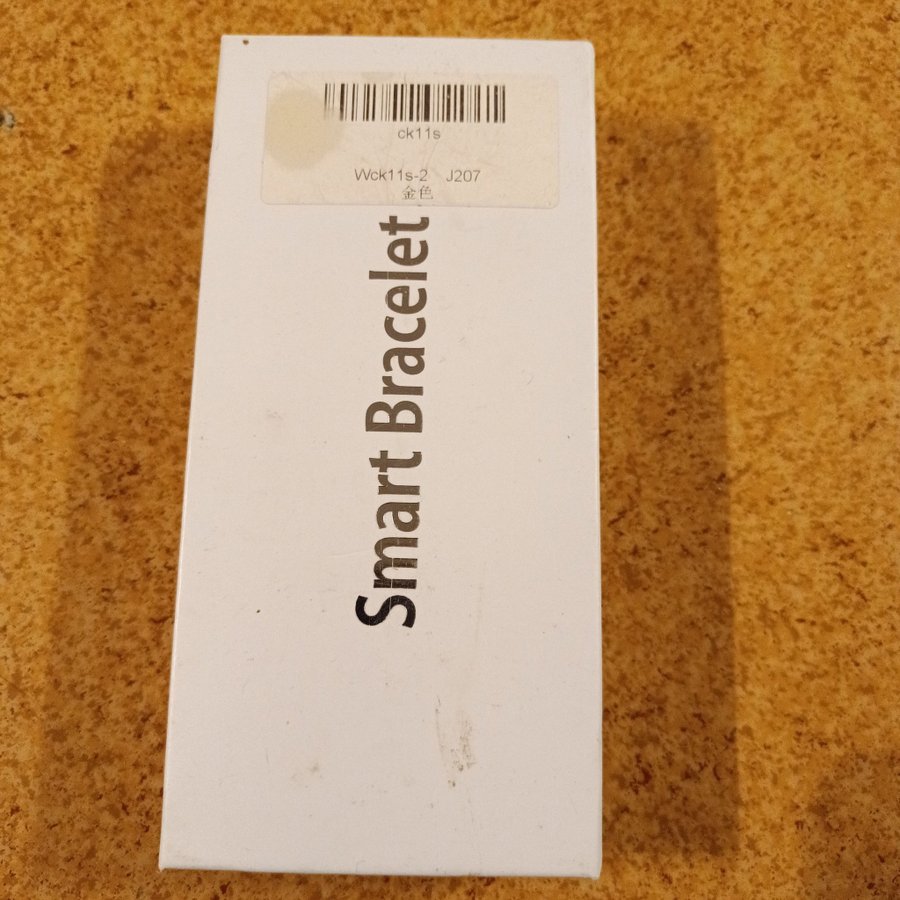 ck11s
Wck11s-2 J207
金色
Smart Bracelet